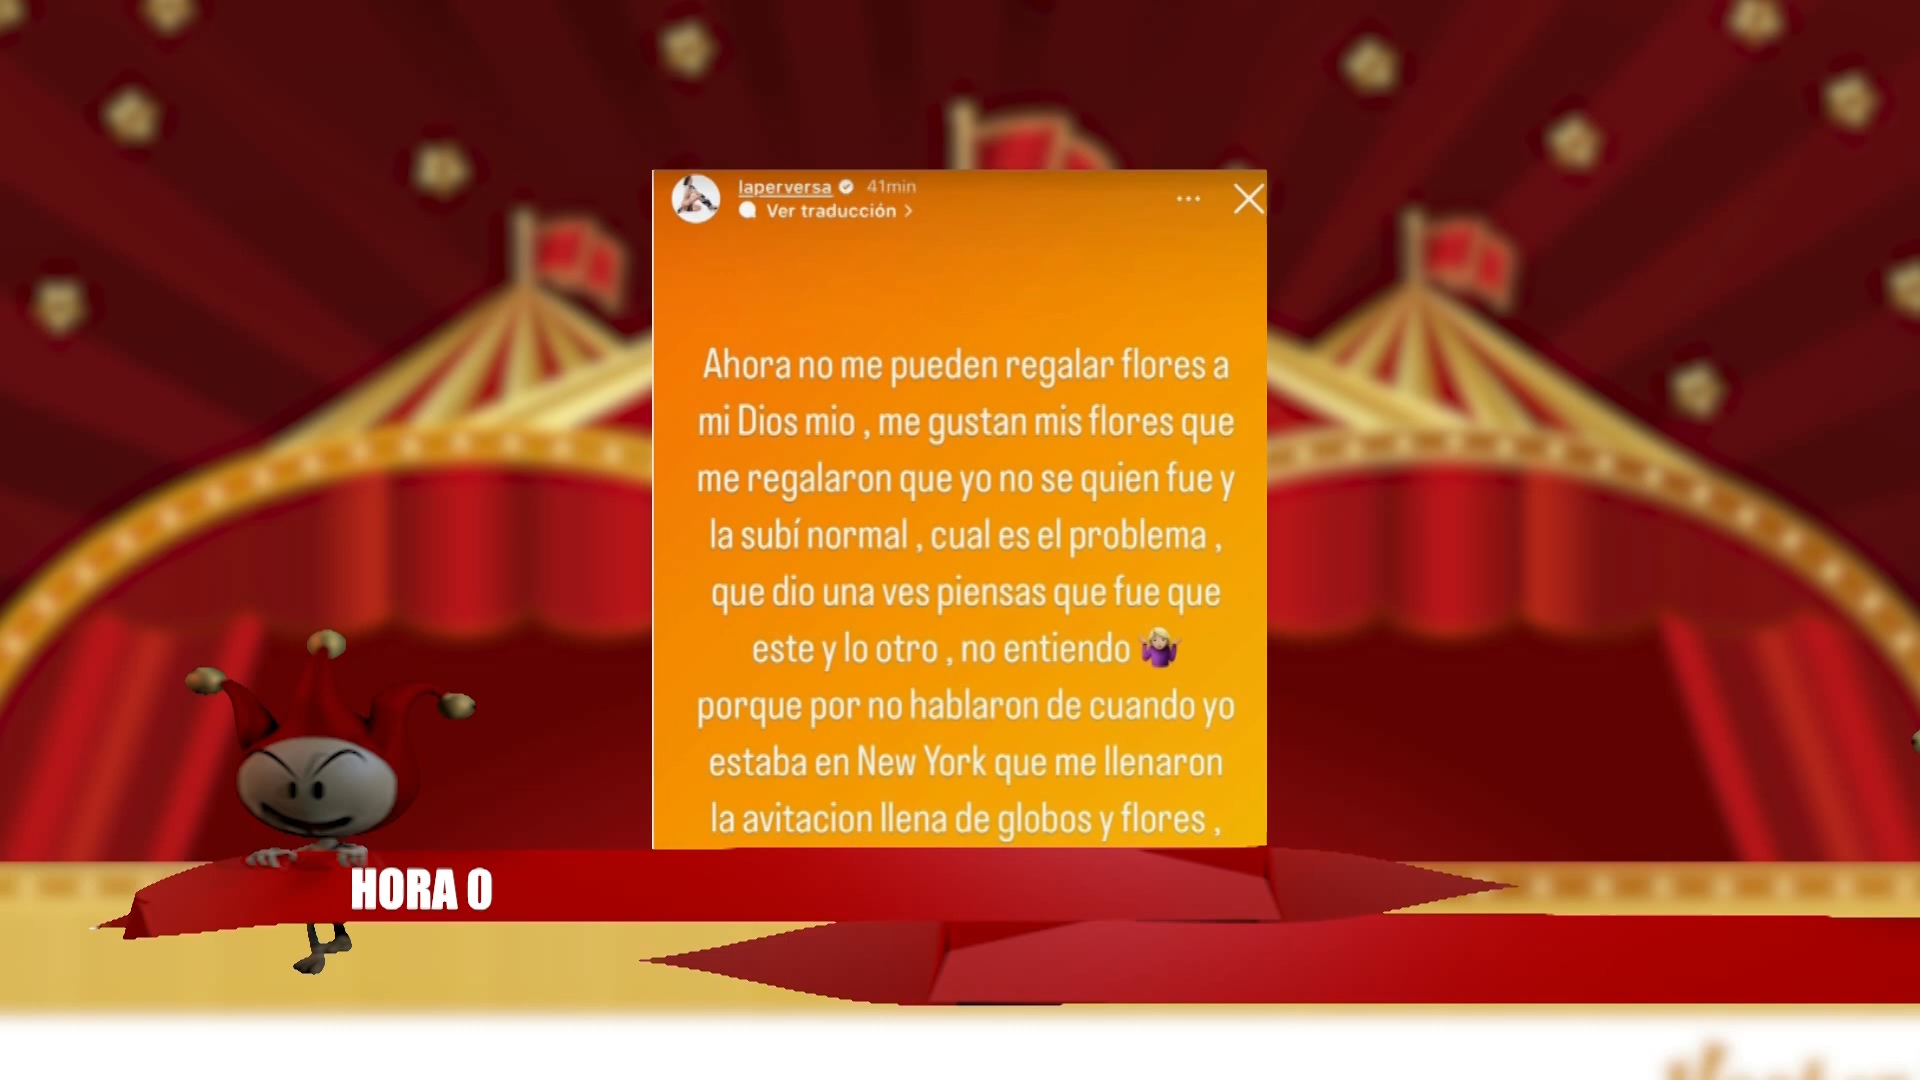 laperversa 41min
Ver traducción
Ahora no me pueden regalar flores a
mi Dios mio , me gustan mis flores que
me regalaron que yo no se quien fue y
la subí normal , cual es el problema ,
que dio una ves piensas que fue que
este y lo otro , no entiendo 🤷🏼‍♀️
porque por no hablaron de cuando yo
estaba en New York que me llenaron
la avitacion llena de globos y flores ,
HORA 0